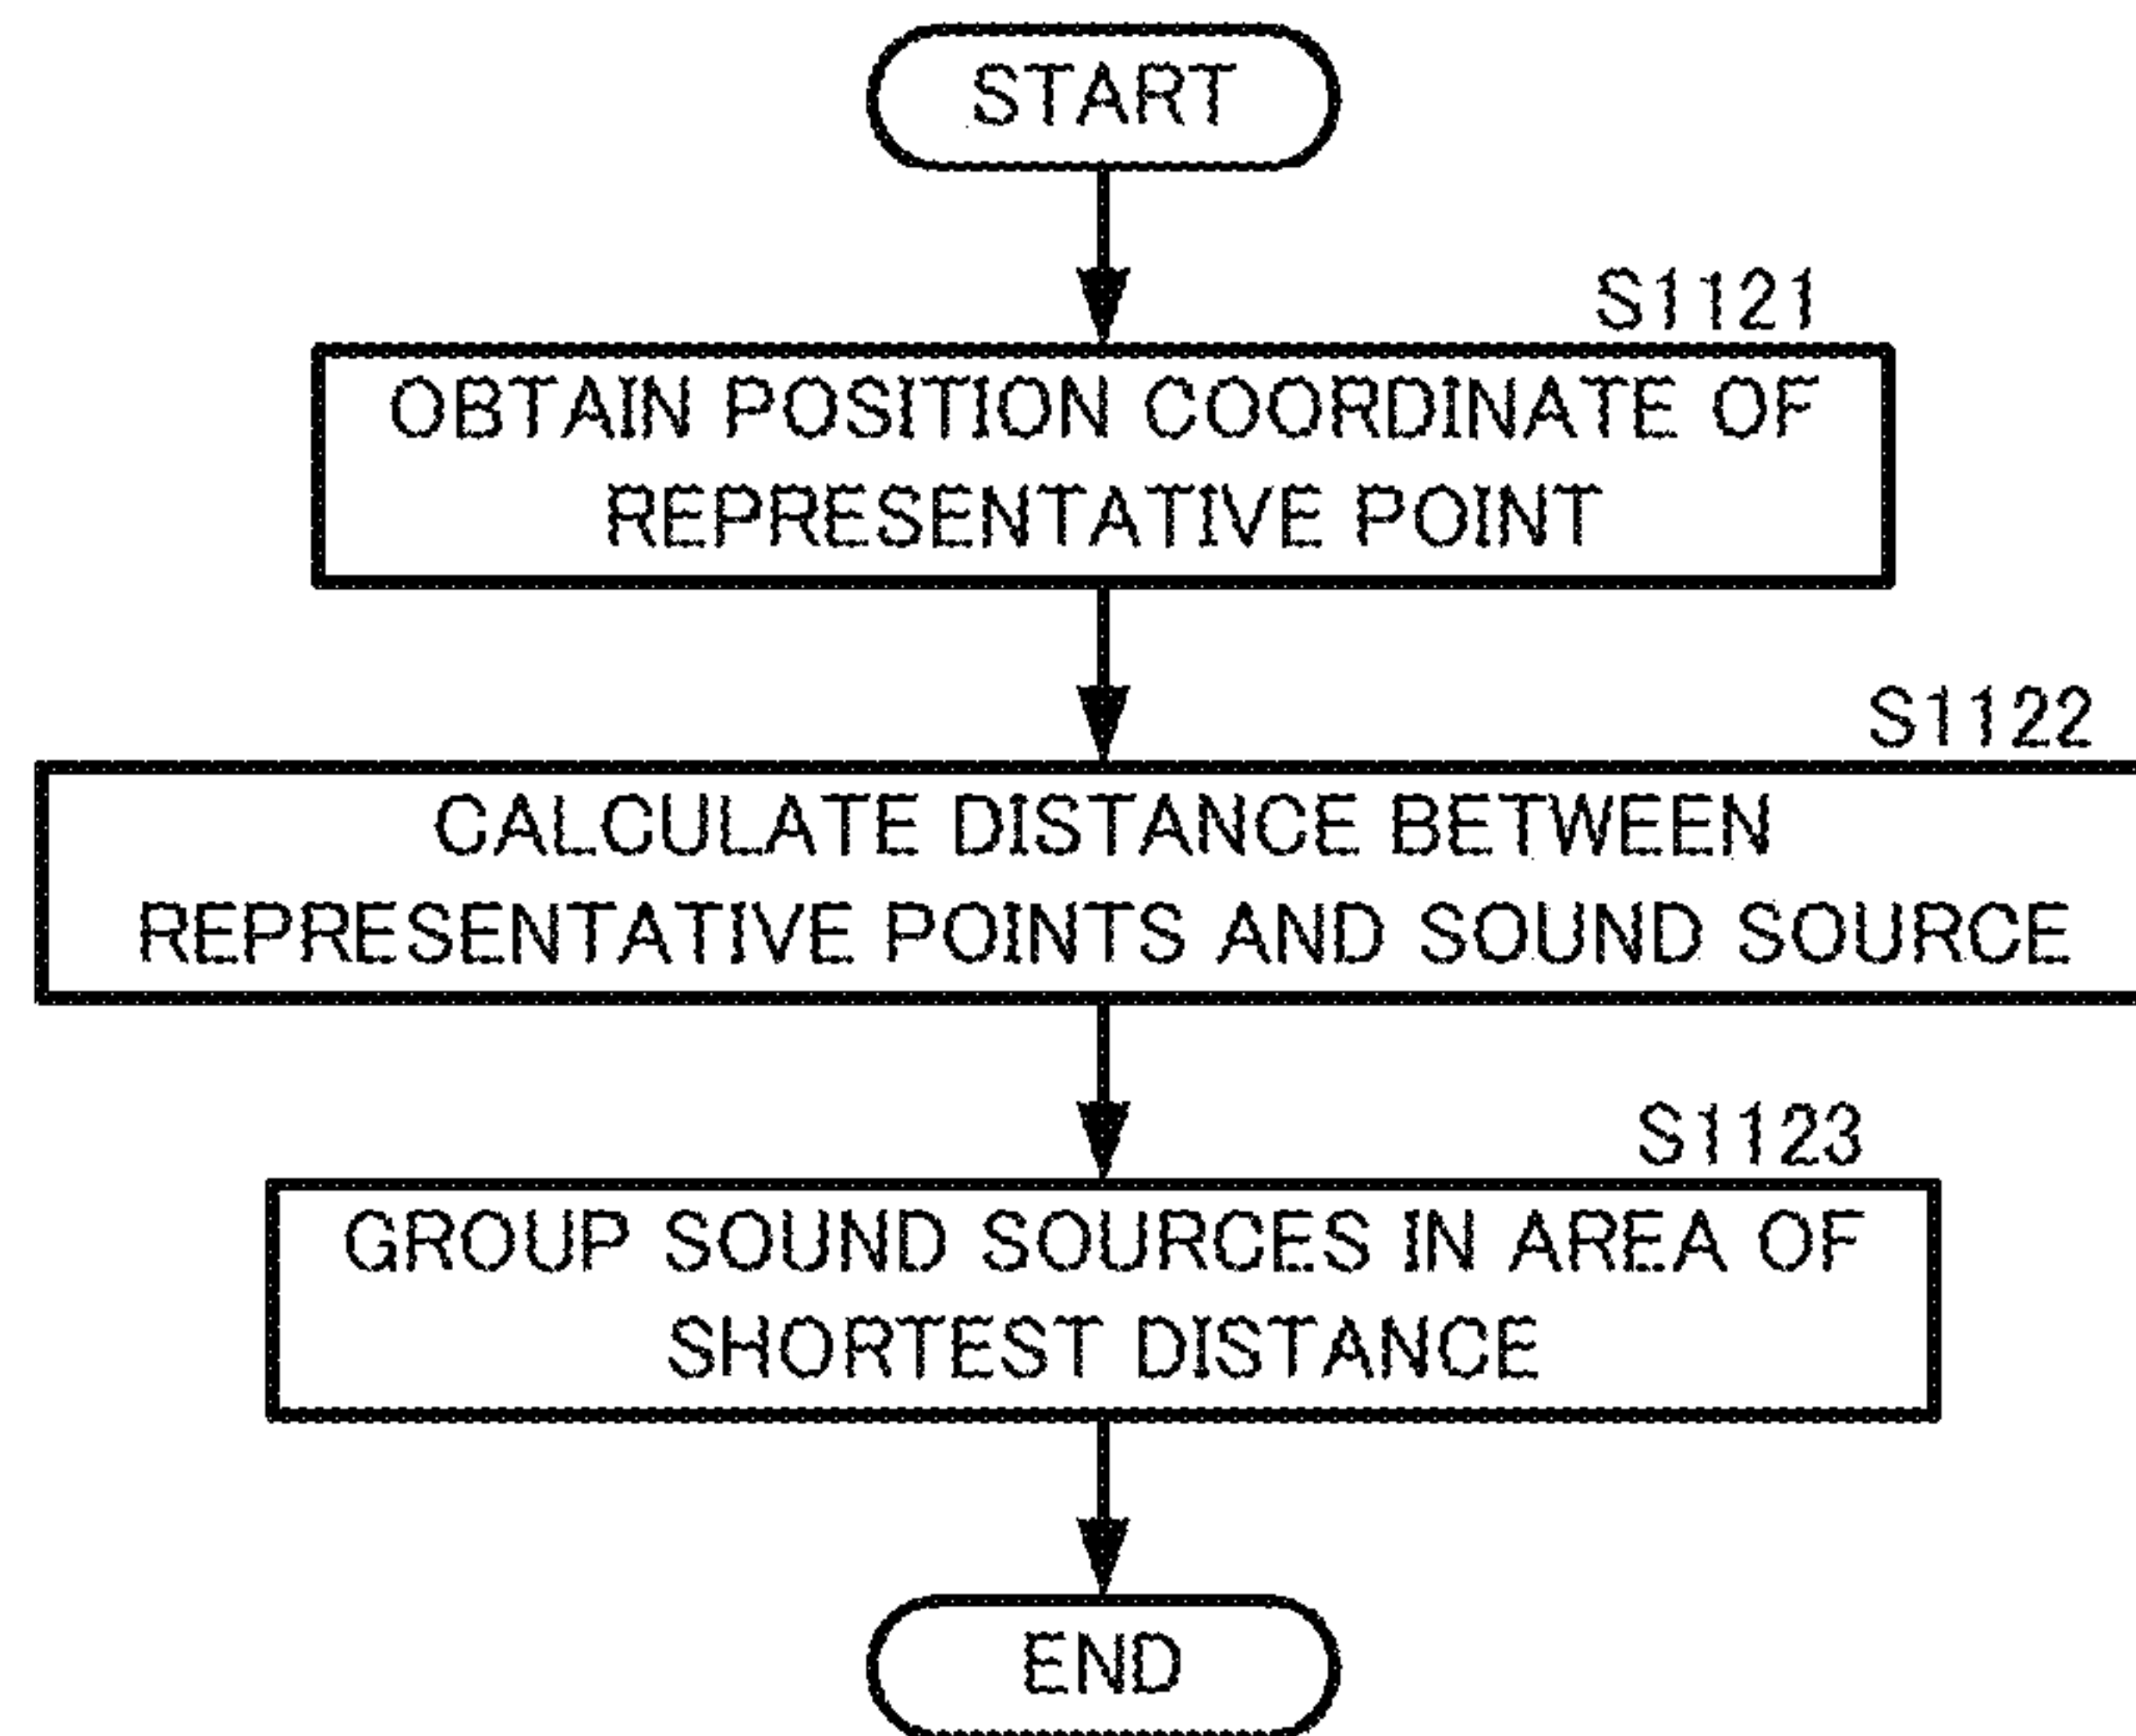 START
S1121
OBTAIN POSITION COORDINATE OF
REPRESENTATIVE POINT
S1122
CALCULATE DISTANCE BETWEEN
REPRESENTATIVE POINTS AND SOUND SOURCE
S1123
GROUP SOUND SOURCES IN AREA OF
SHORTEST DISTANCE
END